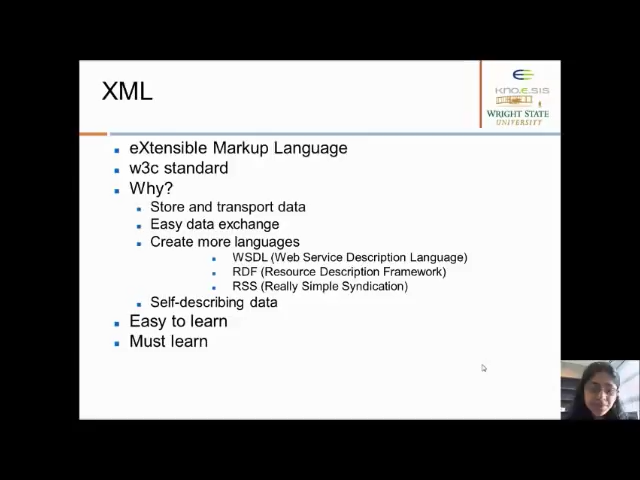 XML
KNO.E.SIS
WRIGHT STATE
UNIVERSITY
eXtensible Markup Language
w3c standard
Why?
Store and transport data
Easy data exchange
Create more languages
WSDL (Web Service Description Language)
RDF (Resource Description Framework)
RSS (Really Simple Syndication)
Self-describing data
Easy to learn
Must learn